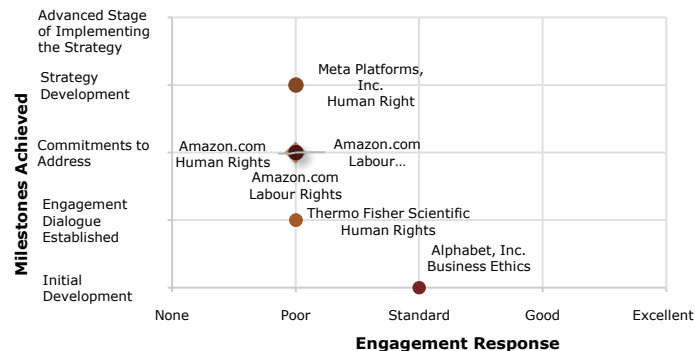 Advanced Stage
of Implementing
the Strategy
Strategy
Development
Commitments to
Address
Engagement
Dialogue
Established
Initial
Development
Milestones Achieved
Meta Platforms,
Inc.
Human Right
Amazon.com
Human Rights
Amazon.com
Labour…
Amazon.com
Labour Rights
Thermo Fisher Scientific
Human Rights
Alphabet, Inc.
Business Ethics
None
Poor
Standard
Good
Excellent
Engagement Response